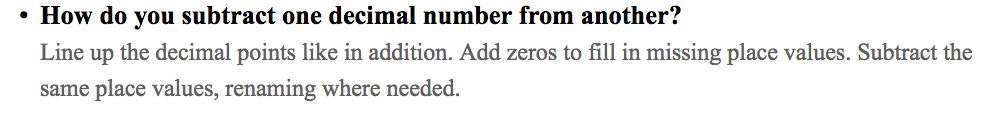 • How do you subtract one decimal number from another?
Line up the decimal points like in addition. Add zeros to fill in missing place values. Subtract the
same place values, renaming where needed.